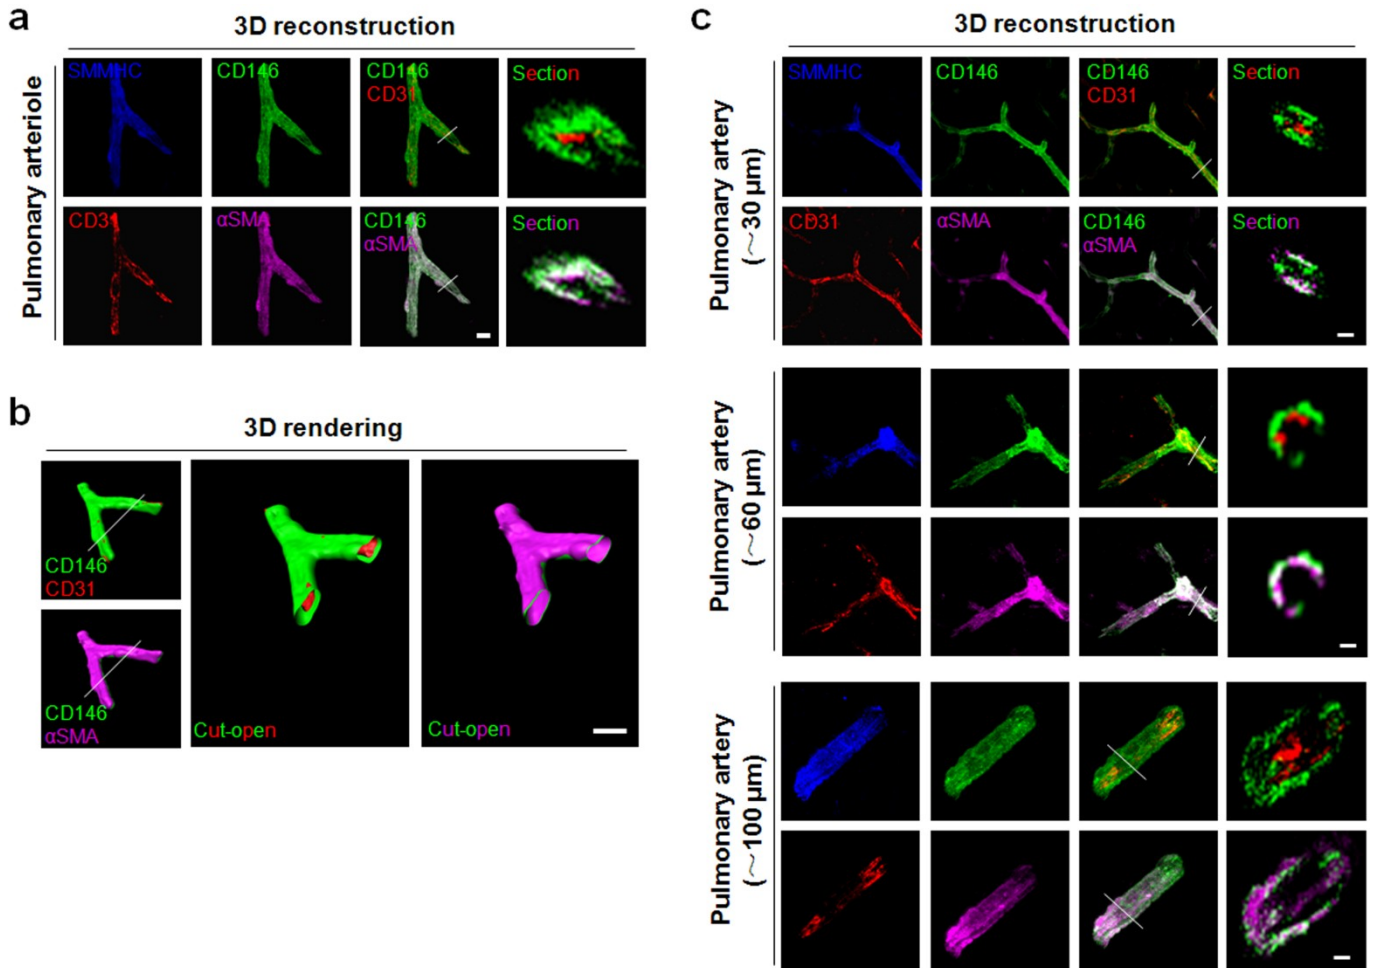 a
3D reconstruction
Pulmonary arteriole
SMMHC
CD146
CD146
CD31
Section
CD31
αSMA
CD146
αSMA
Section
b
3D rendering
CD146
CD31
CD146
αSMA
Cut-open
Cut-open
c
3D reconstruction
Pulmonary artery
(～30 μm)
SMMHC
CD146
CD146
CD31
Section
CD31
αSMA
CD146
αSMA
Section
Pulmonary artery
(～60 μm)
Pulmonary artery
(～100 μm)